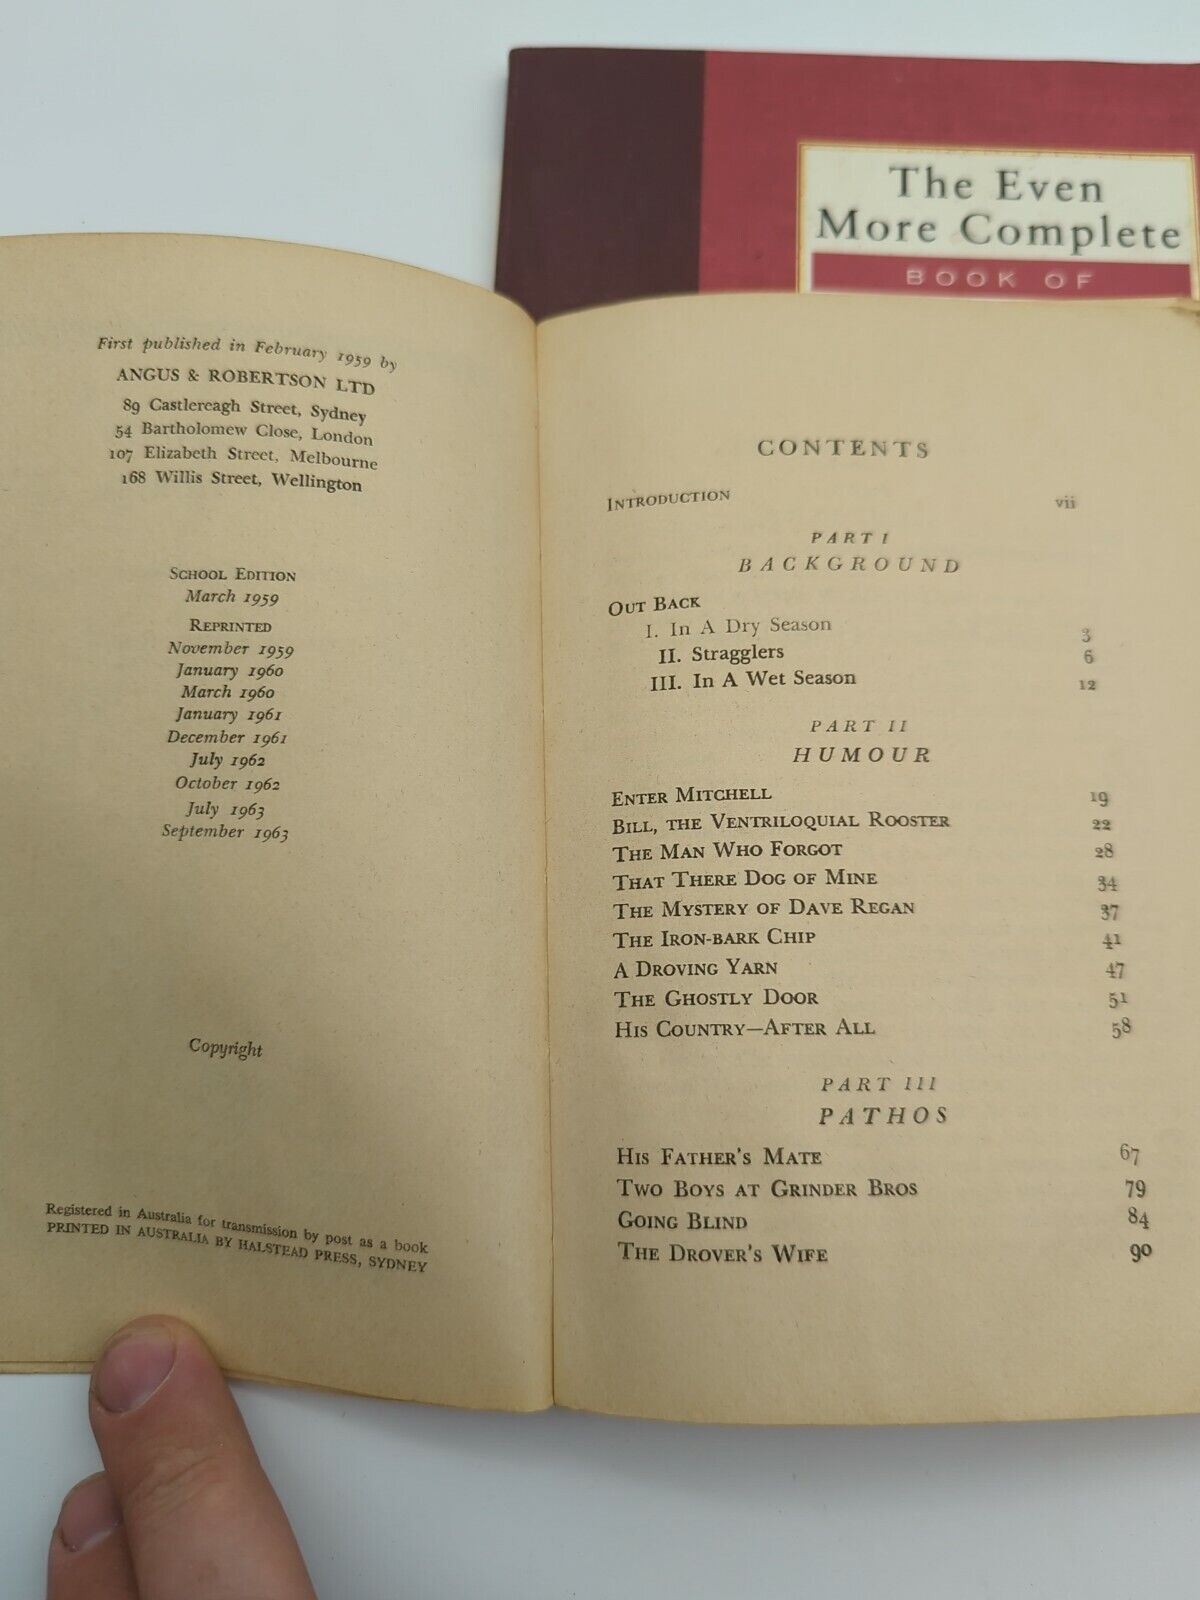 The Even
More Complete
BOOK OF
First published in February 1959 by
ANGUS & ROBERTSON LTD
89 Castlereagh Street, Sydney
54 Bartholomew Close, London
107 Elizabeth Street, Melbourne
168 Willis Street, Wellington
SCHOOL EDITION
March 1959
REPRINTED
November 1959
January 1960
March 1960
January 1961
December 1961
July 1962
October 1962
July 1963
September 1963
Copyright
Registered in Australia for transmission by post as a book
PRINTED IN AUSTRALIA BY HALSTEAD PRESS, SYDNEY
CONTENTS
INTRODUCTION vii
PART I
BACKGROUND
OUT BACK
I. In A Dry Season 3
II. Stragglers 6
III. In A Wet Season 12
PART II
HUMOUR
ENTER MITCHELL 19
BILL, THE VENTRILOQUIAL ROOSTER 22
THE MAN WHO FORGOT 28
THAT THERE DOG OF MINE 34
THE MYSTERY OF DAVE REGAN 37
THE IRON-BARK CHIP 41
A DROVING YARN 47
THE GHOSTLY DOOR 51
HIS COUNTRY—AFTER ALL 58
PART III
PATHOS
HIS FATHER'S MATE 67
TWO BOYS AT GRINDER BROS 79
GOING BLIND 84
THE DROVER'S WIFE 90